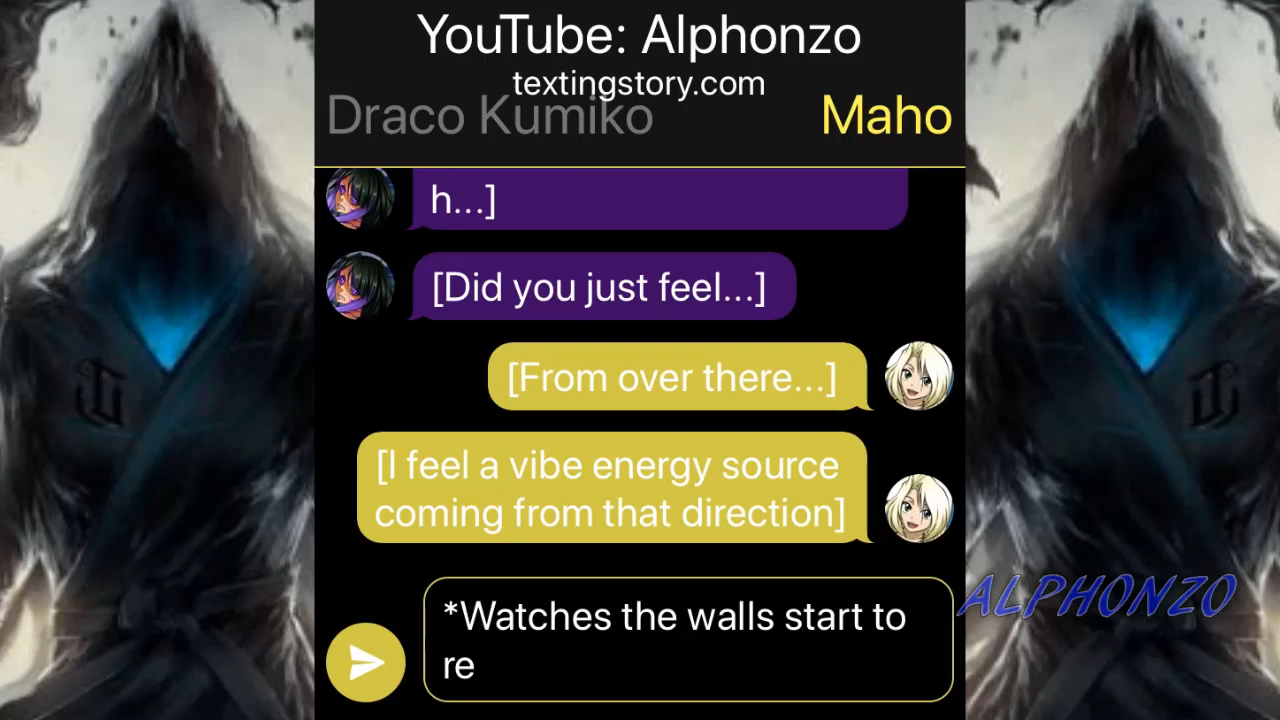 YouTube: Alphonzo
textingstory.com
Draco Kumiko
Maho
h...]
[Did you just feel...]
[From over there...]
[I feel a vibe energy source
coming from that direction]
*Watches the walls start to
re
ALPHONZO